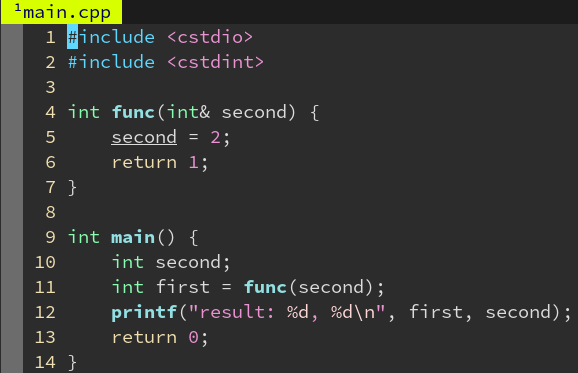 ¹main.cpp
1 #include <cstdio>
2 #include <cstdint>
3
4 int func(int& second) {
5     second = 2;
6     return 1;
7 }
8
9 int main() {
10     int second;
11     int first = func(second);
12     printf("result: %d, %d\n", first, second);
13     return 0;
14 }